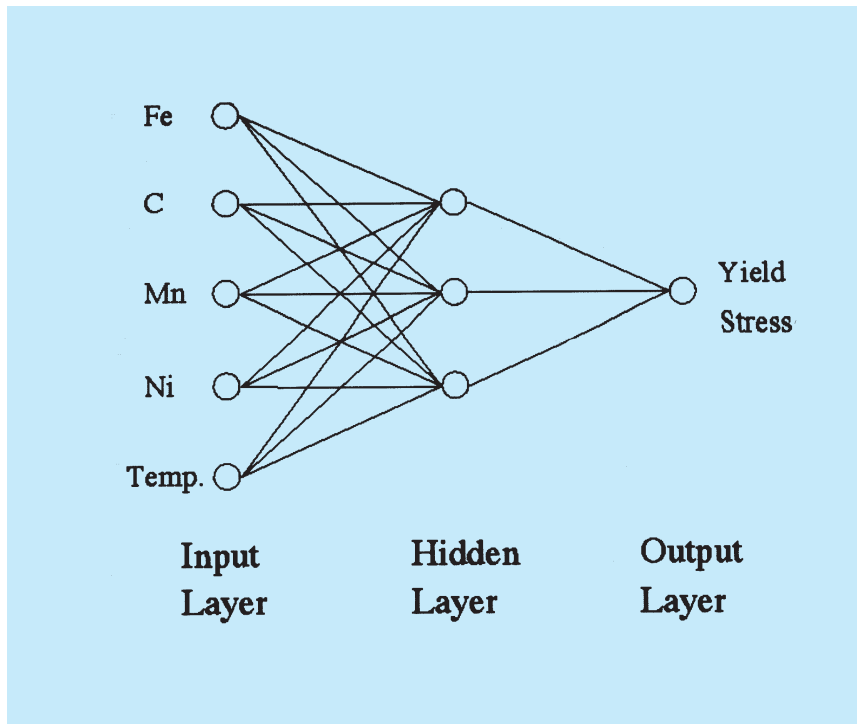 Fe
C
Mn
Ni
Temp.
Yield
Stress
Input
Layer
Hidden
Layer
Output
Layer